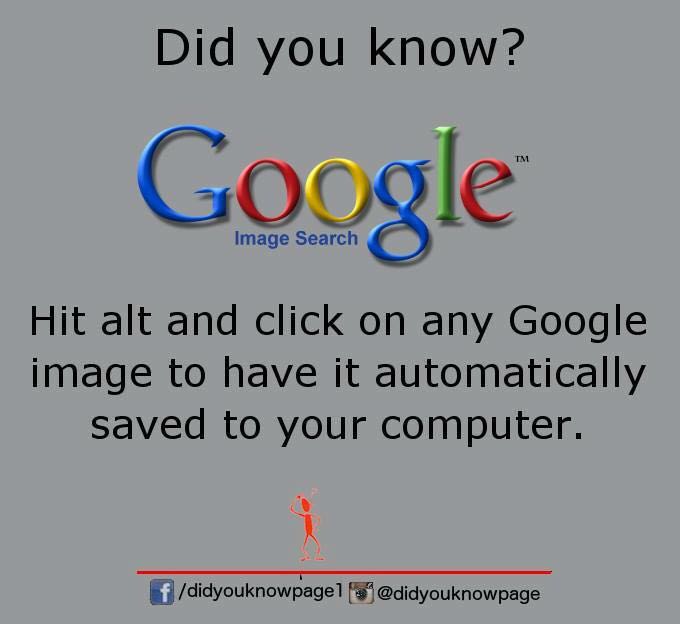 Did you know?
Google™
Image Search
Hit alt and click on any Google
image to have it automatically
saved to your computer.
f /didyouknowpage1 @didyouknowpage